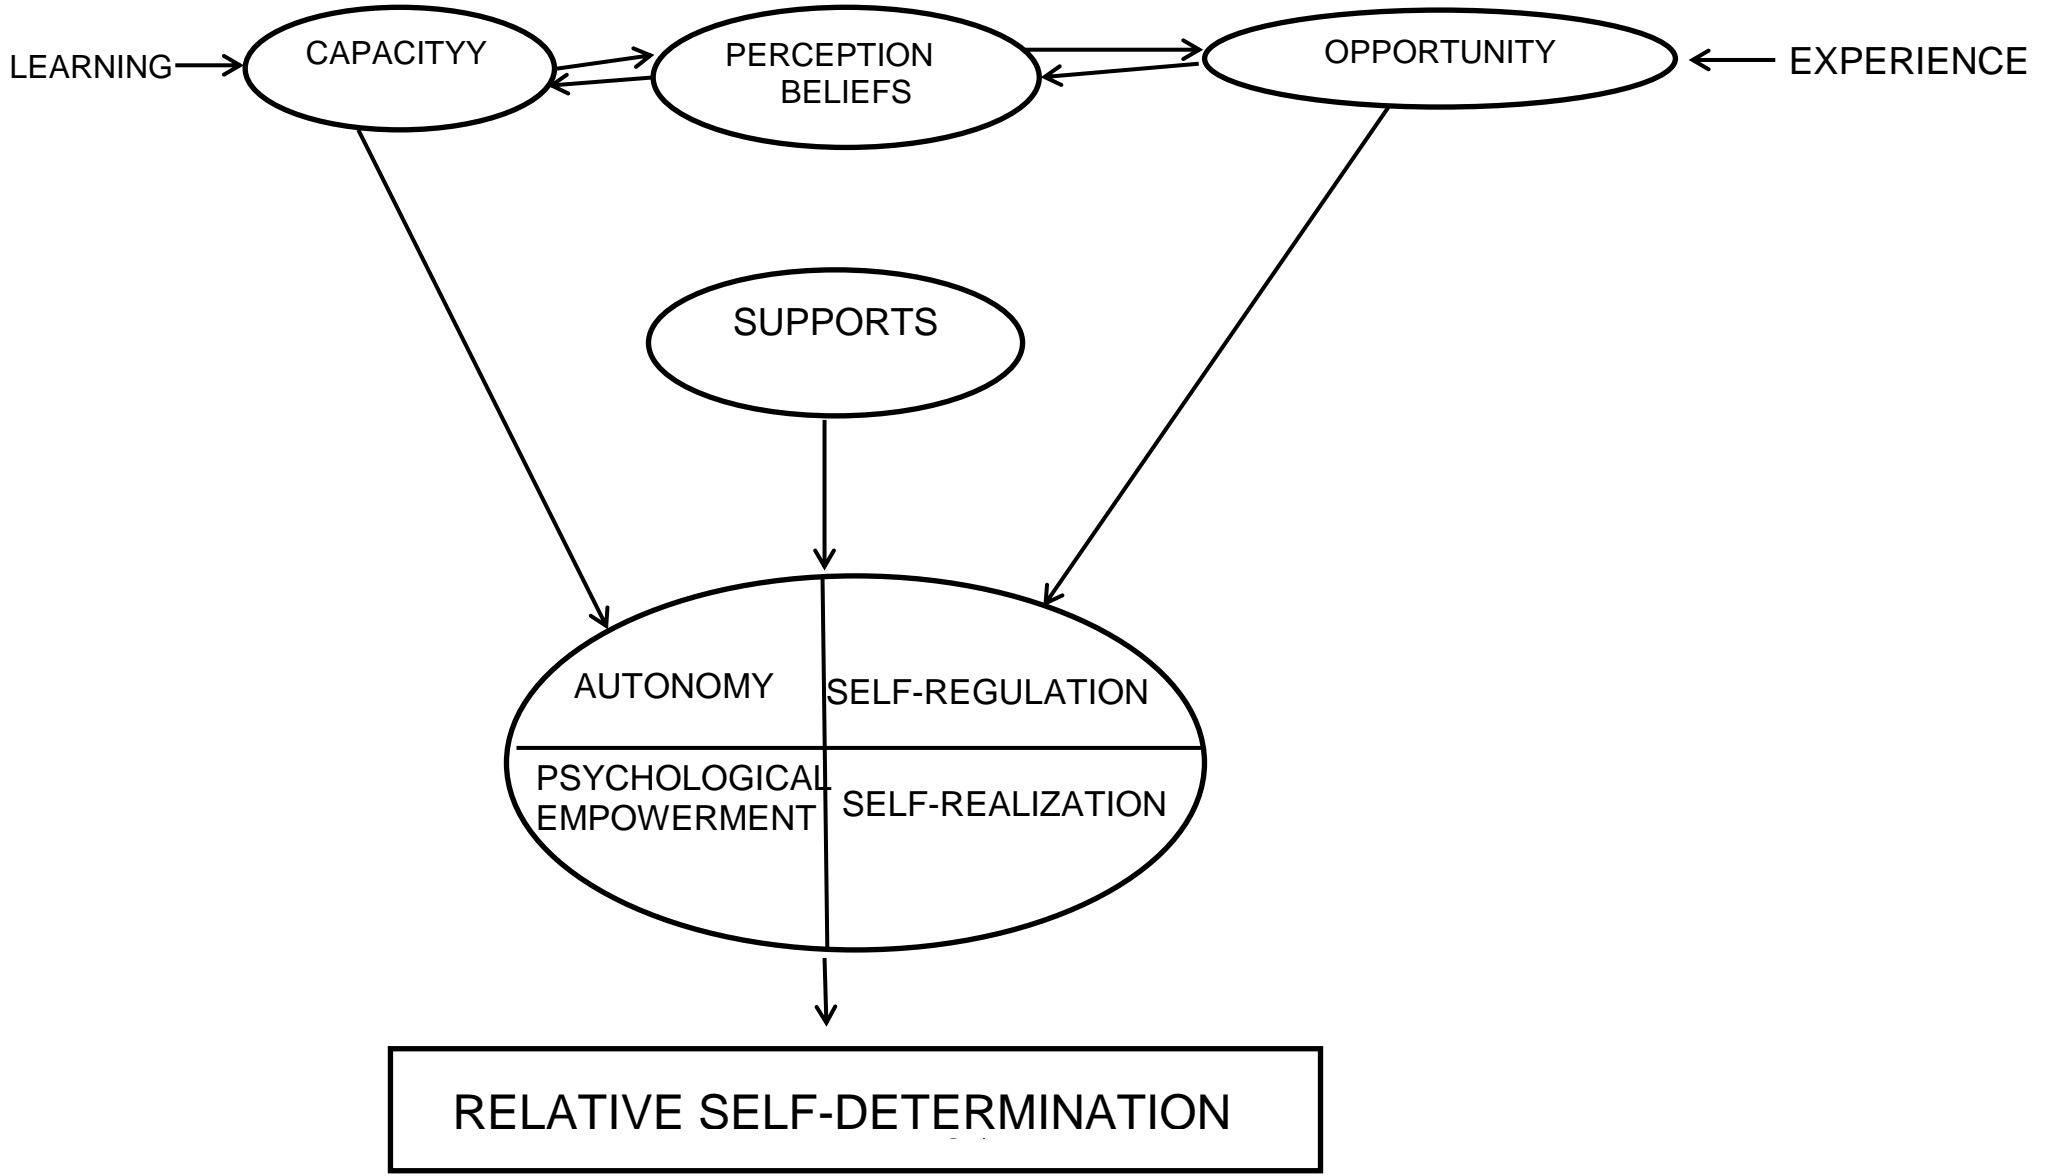 LEARNING
CAPACITYY
PERCEPTION
BELIEFS
OPPORTUNITY
EXPERIENCE
SUPPORTS
AUTONOMY
SELF-REGULATION
PSYCHOLOGICAL
EMPOWERMENT
SELF-REALIZATION
RELATIVE SELF-DETERMINATION